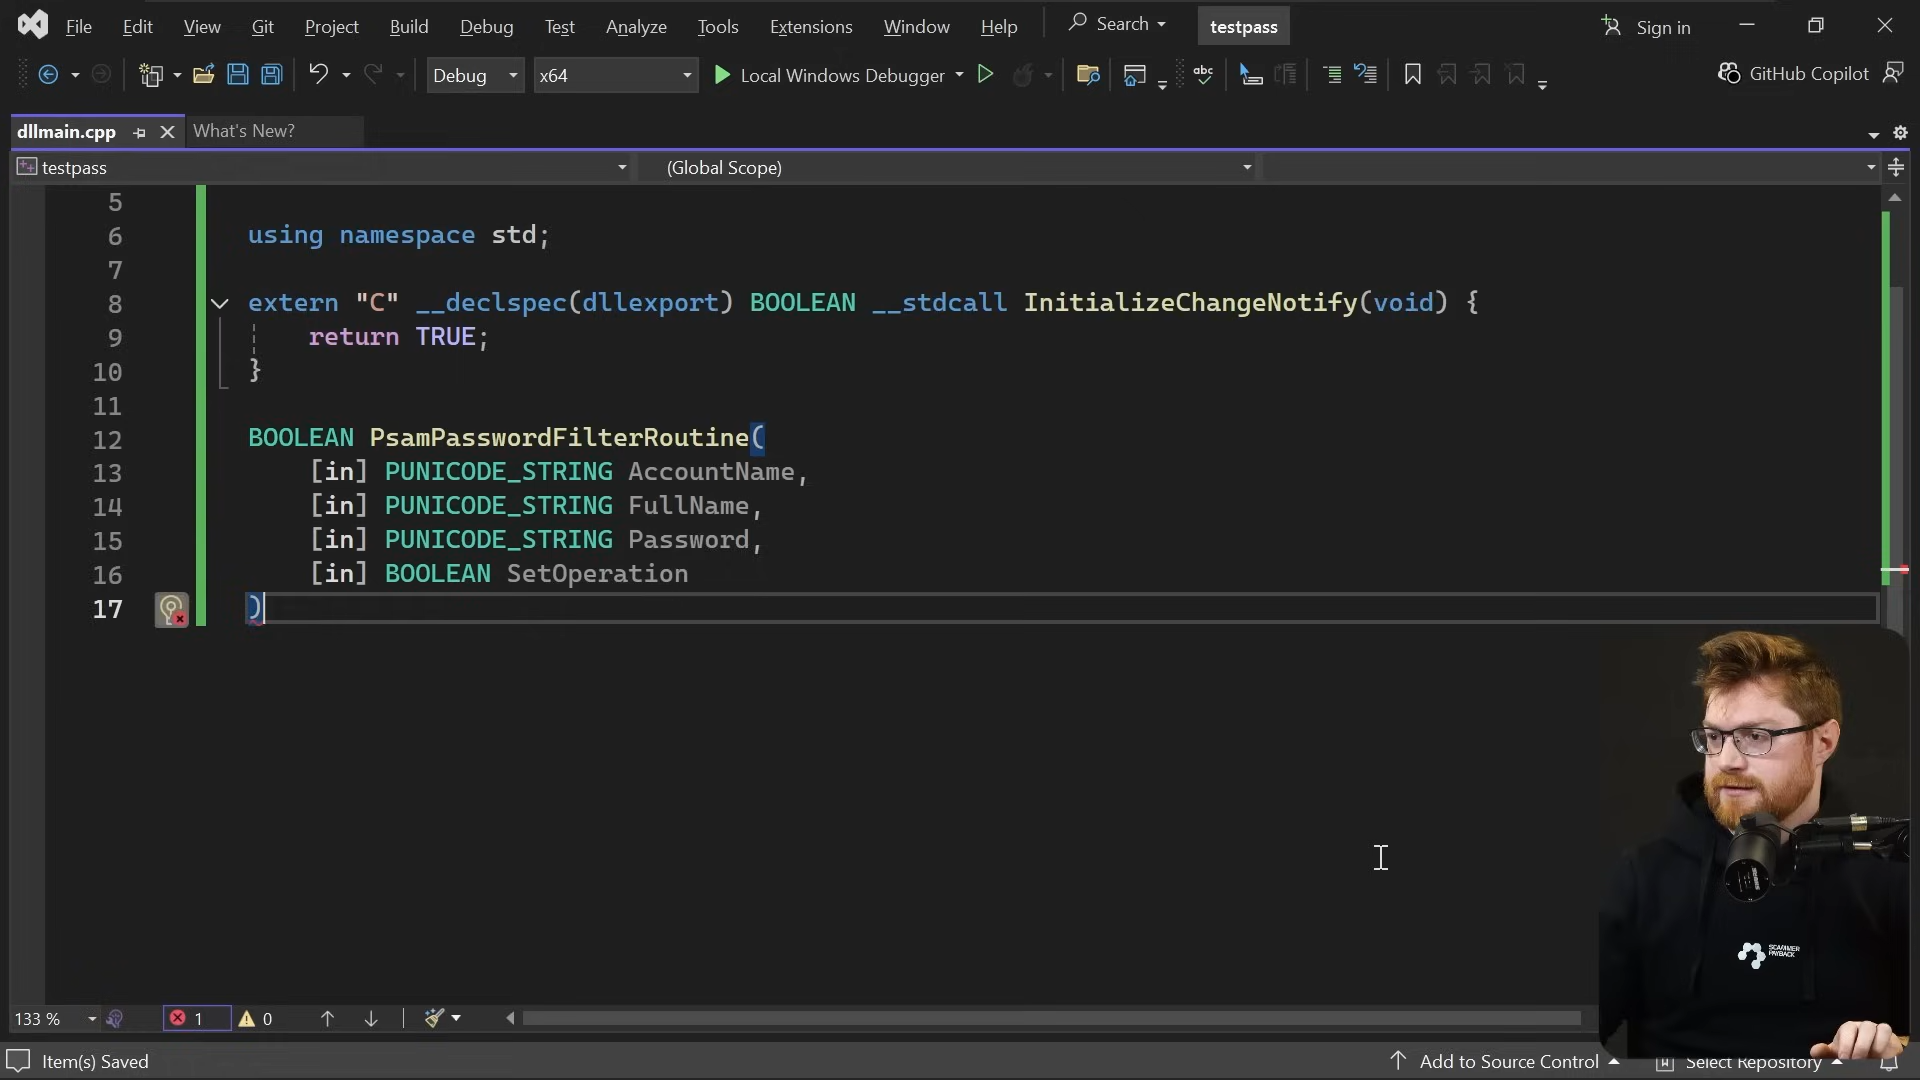 File Edit View Git Project Build Debug Test Analyze Tools Extensions Window Help Search testpass Sign in
Debug x64 Local Windows Debugger abc GitHub Copilot
dllmain.cpp What's New?
testpass (Global Scope)
5
6 using namespace std;
7
8 extern "C" __declspec(dllexport) BOOLEAN __stdcall InitializeChangeNotify(void) {
9 return TRUE;
10 }
11
12 BOOLEAN PsamPasswordFilterRoutine(
13 [in] PUNICODE_STRING AccountName,
14 [in] PUNICODE_STRING FullName,
15 [in] PUNICODE_STRING Password,
16 [in] BOOLEAN SetOperation
17 )
SCAMMER
PAYBACK
133 % 1 0
Item(s) Saved Add to Source Control Select Repository